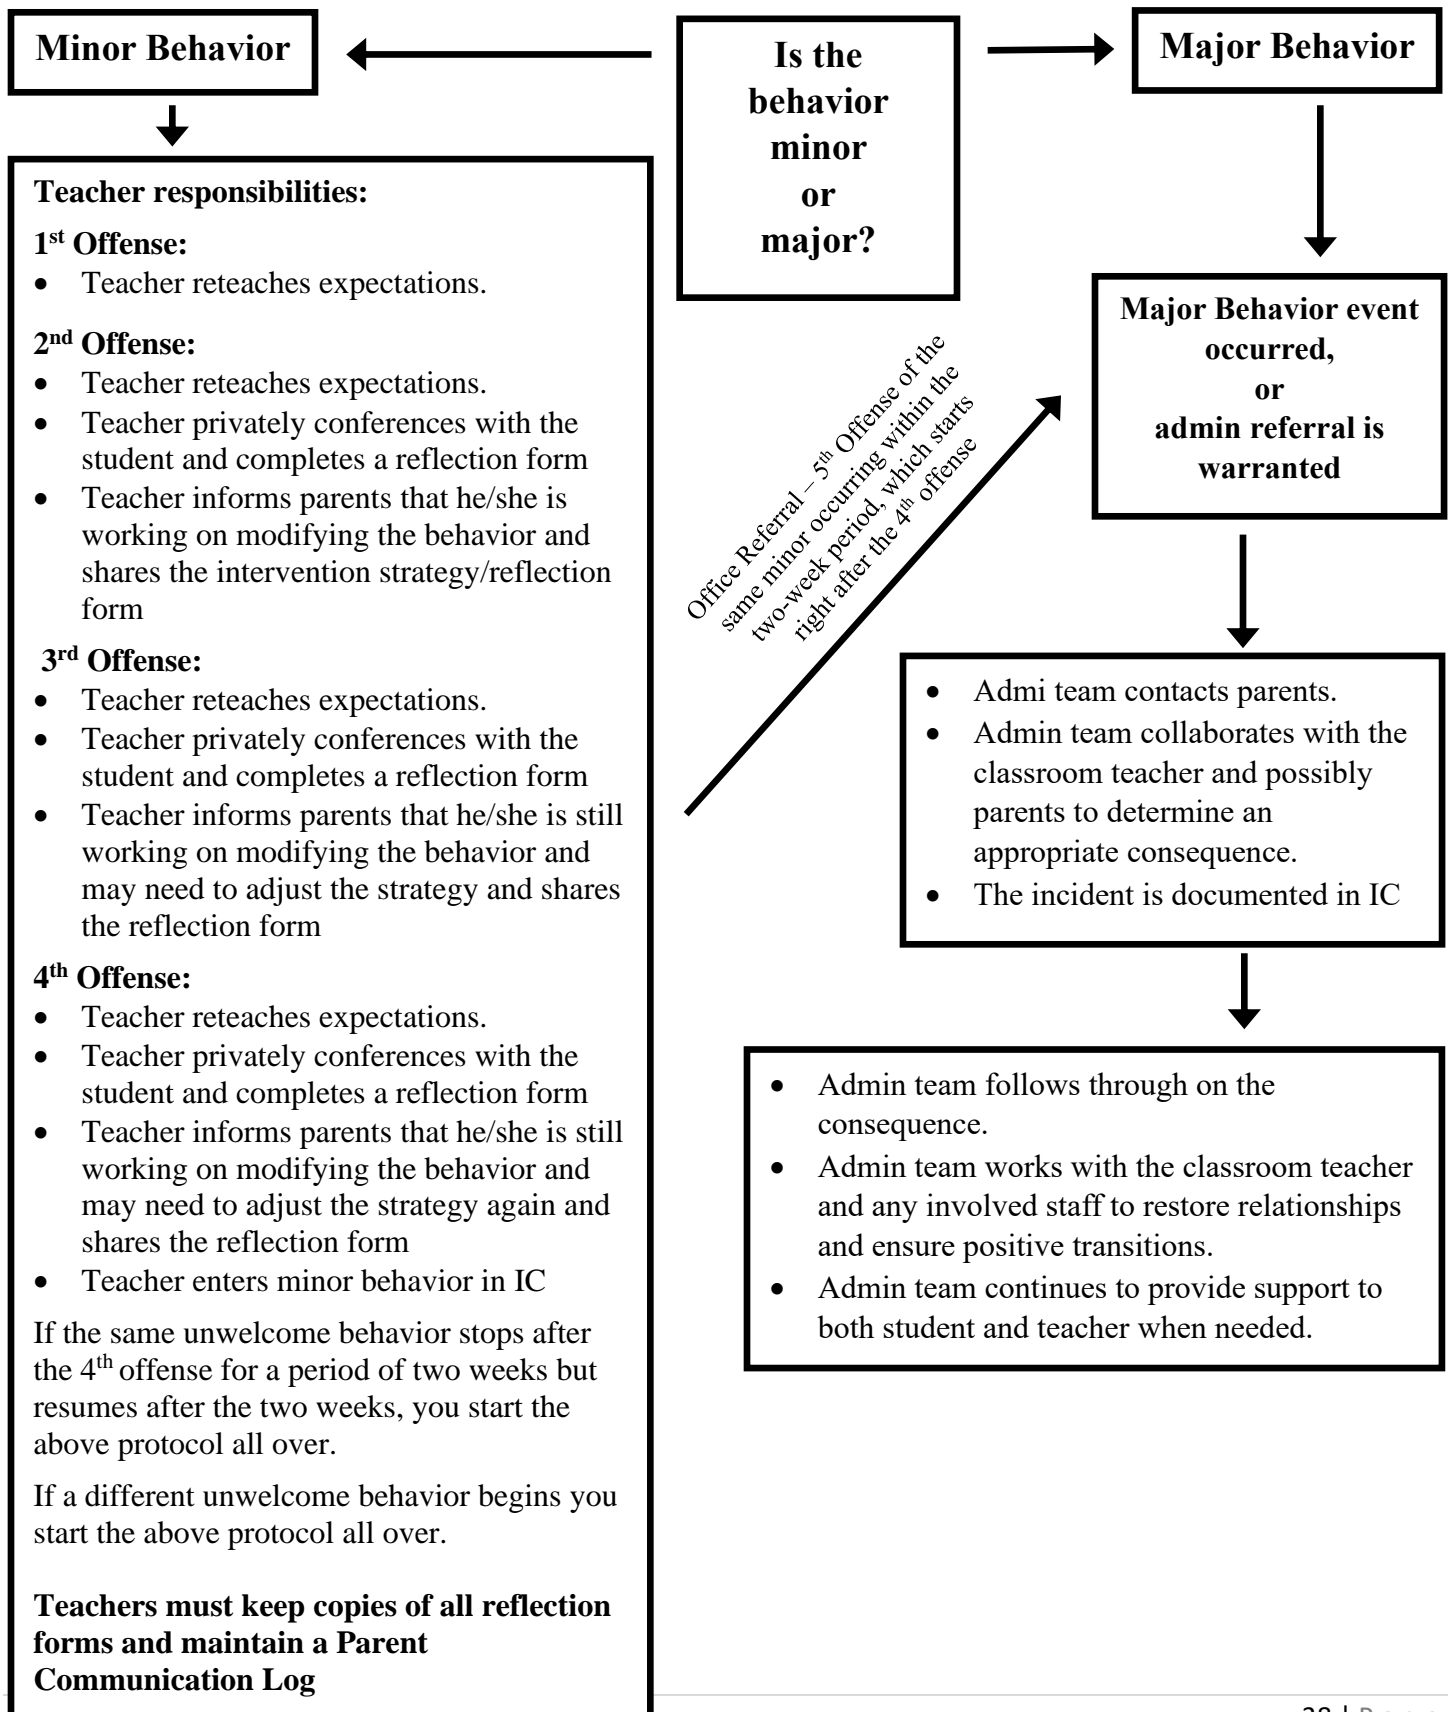 Minor Behavior
Is the
behavior
minor
or
major?
Major Behavior
Teacher responsibilities:
1st Offense:
• Teacher reteaches expectations.
2nd Offense:
• Teacher reteaches expectations.
• Teacher privately conferences with the
student and completes a reflection form
• Teacher informs parents that he/she is
working on modifying the behavior and
shares the intervention strategy/reflection
form
3rd Offense:
• Teacher reteaches expectations.
• Teacher privately conferences with the
student and completes a reflection form
• Teacher informs parents that he/she is still
working on modifying the behavior and
may need to adjust the strategy and shares
the reflection form
4th Offense:
• Teacher reteaches expectations.
• Teacher privately conferences with the
student and completes a reflection form
• Teacher informs parents that he/she is still
working on modifying the behavior and
may need to adjust the strategy again and
shares the reflection form
• Teacher enters minor behavior in IC
If the same unwelcome behavior stops after
the 4th offense for a period of two weeks but
resumes after the two weeks, you start the
above protocol all over.
If a different unwelcome behavior begins you
start the above protocol all over.
Teachers must keep copies of all reflection
forms and maintain a Parent
Communication Log
Office Referral – 5th Offense of the
same minor occurring within the
two-week period, which starts
right after the 4th offense
Major Behavior event
occurred,
or
admin referral is
warranted
• Admi team contacts parents.
• Admin team collaborates with the
classroom teacher and possibly
parents to determine an
appropriate consequence.
• The incident is documented in IC
• Admin team follows through on the
consequence.
• Admin team works with the classroom teacher
and any involved staff to restore relationships
and ensure positive transitions.
• Admin team continues to provide support to
both student and teacher when needed.